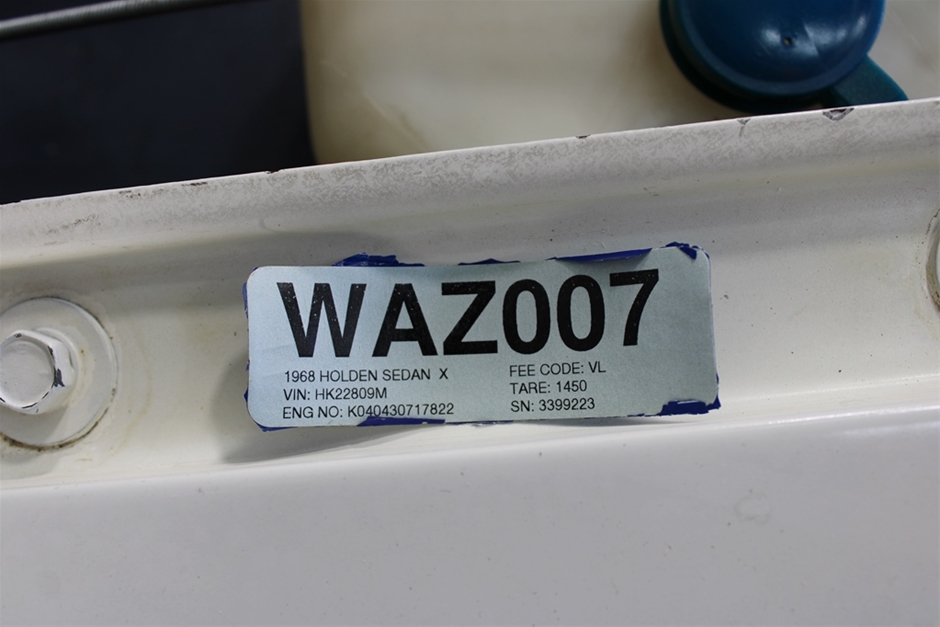 WAZ007
1968 HOLDEN SEDAN X
FEE CODE: VL
VIN: HK22809M
TARE: 1450
ENG NO: K040430717822
SN: 3399223